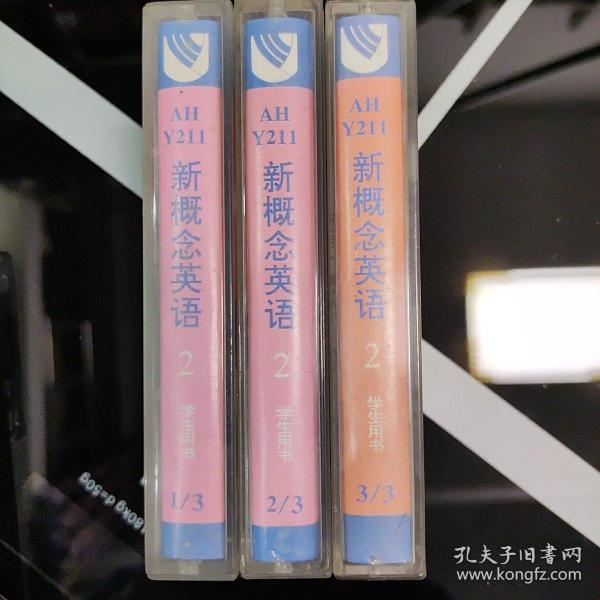 AH
Y211
新概念英语
2
学生用书
1/3
AH
Y211
新概念英语
2
学生用书
2/3
AH
Y211
新概念英语
2
学生用书
3/3
180kg d=50g
孔夫子旧书网
www.kongfz.com